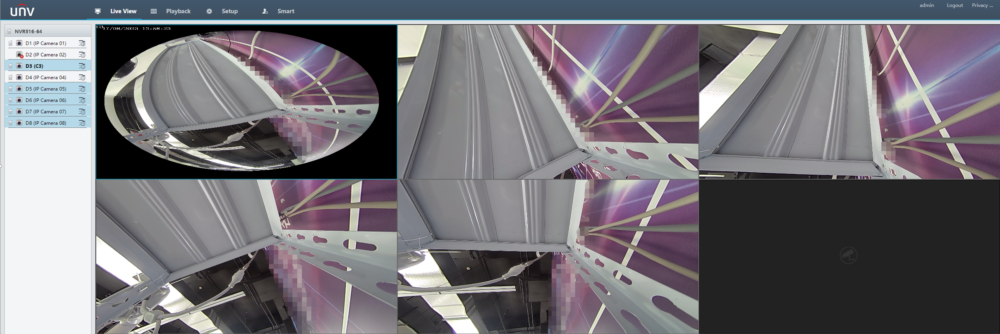 unv
Live View
Playback
Setup
Smart
admin
Logout
Privacy ...
NVR516-64
D1 (IP Camera 01)
D2 (IP Camera 02)
D3 (C3)
D4 (IP Camera 04)
D5 (IP Camera 05)
D6 (IP Camera 06)
D7 (IP Camera 07)
D8 (IP Camera 08)
17/08/2023 13:58:23